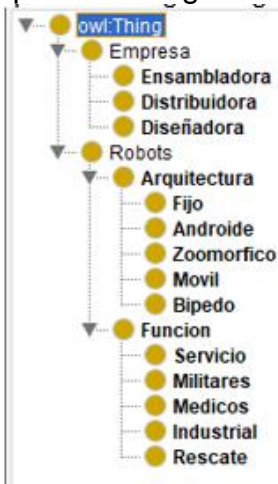 owl:Thing
Empresa
Ensambladora
Distribuidora
Diseñadora
Robots
Arquitectura
Fijo
Androide
Zoomorfico
Movil
Bipedo
Funcion
Servicio
Militares
Medicos
Industrial
Rescate